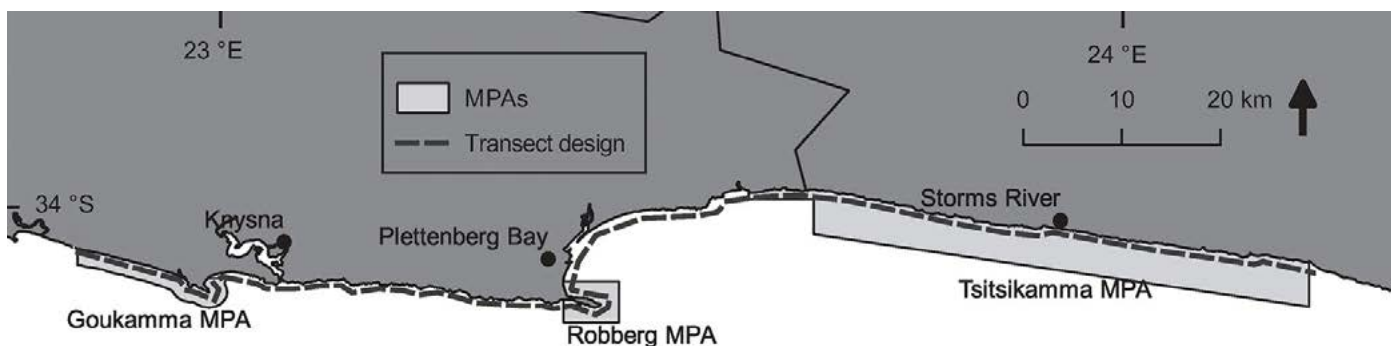 23 °E
24 °E
MPAs
Transect design
0 10 20 km
34 °S
Knysna
Plettenberg Bay
Storms River
Goukamma MPA
Robberg MPA
Tsitsikamma MPA